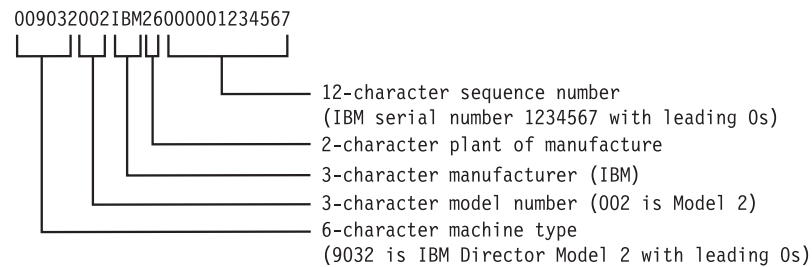 009032002IBM26000001234567
12-character sequence number
(IBM serial number 1234567 with leading 0s)
2-character plant of manufacture
3-character manufacturer (IBM)
3-character model number (002 is Model 2)
6-character machine type
(9032 is IBM Director Model 2 with leading 0s)